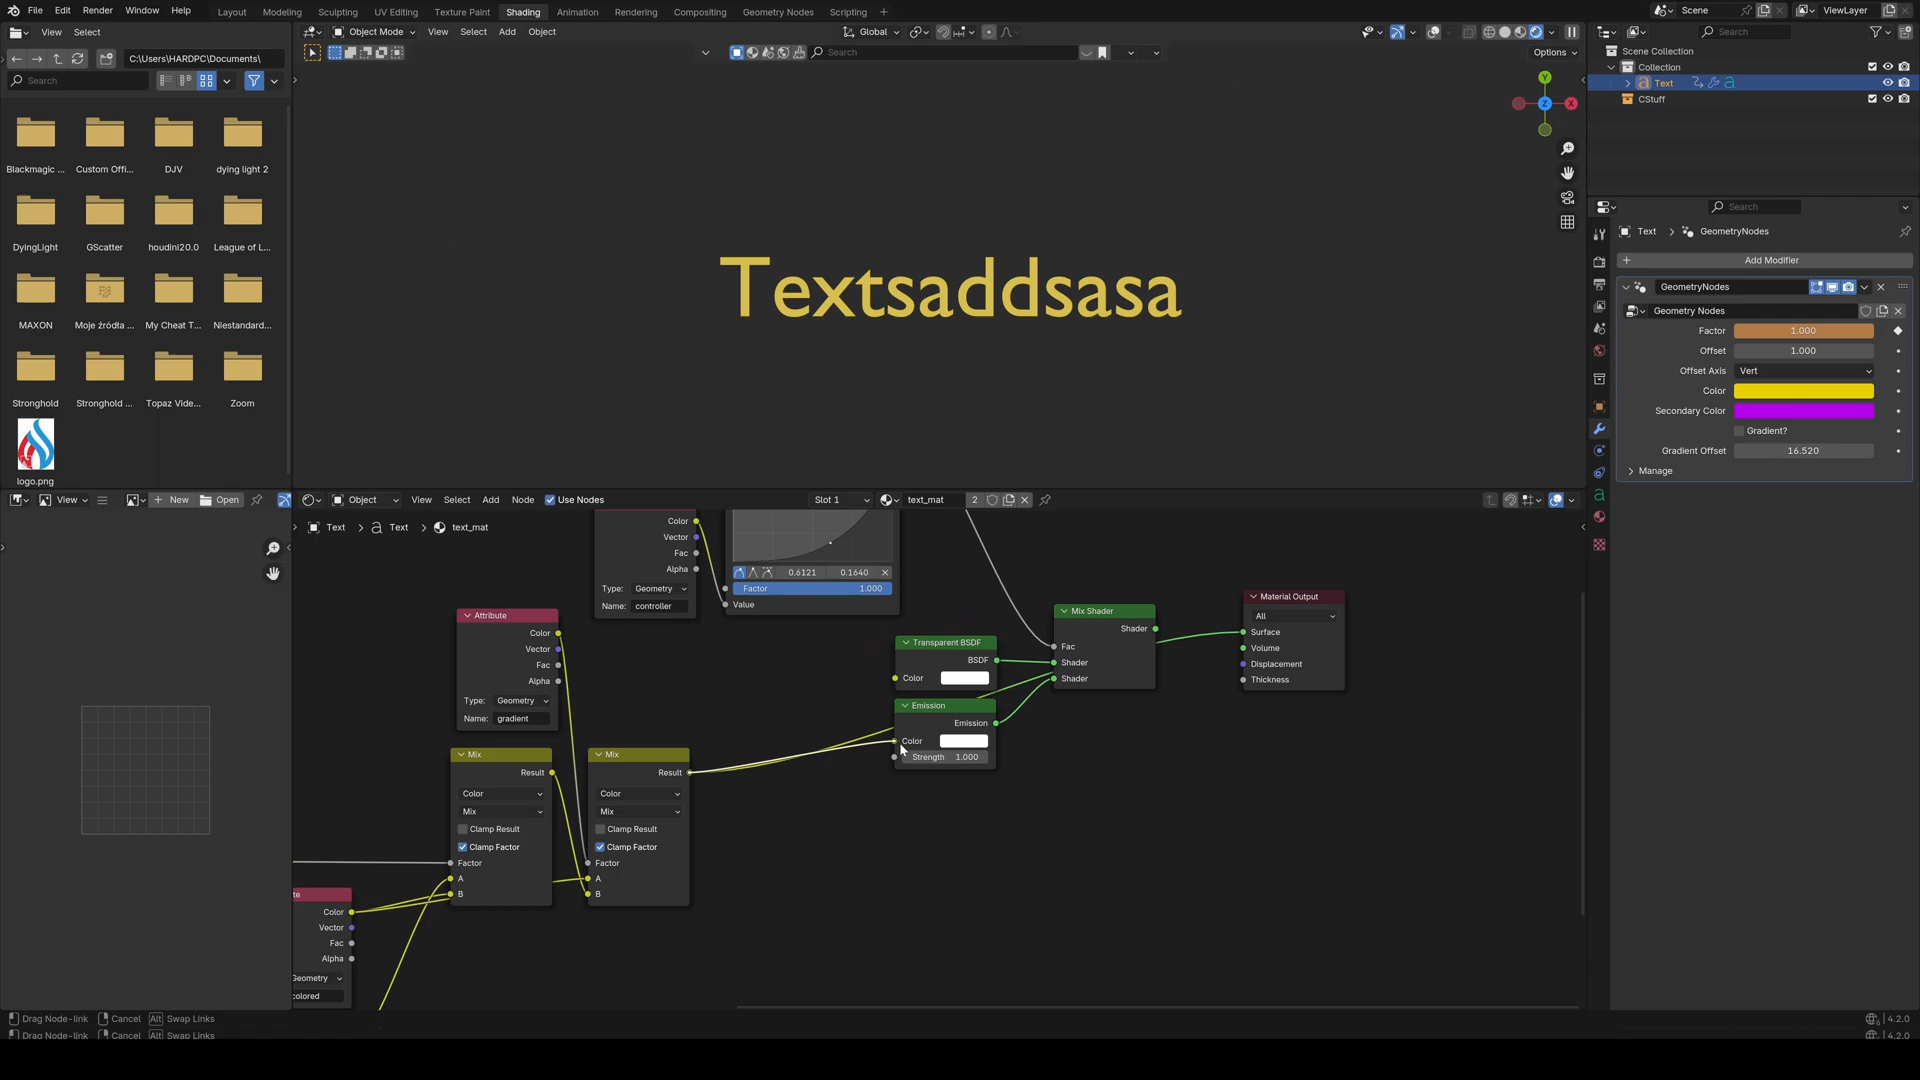 File Edit Render Window Help Layout Modeling Sculpting UV Editing Texture Paint Shading Animation Rendering Compositing Geometry Nodes Scripting + Scene ViewLayer
View Select Object Mode View Select Add Object Global Search
C:\Users\HARDPC\Documents\ Search Options
Search
Scene Collection
Collection
Text
CStuff
Y
Z X
Blackmagic ... Custom Offi... DJV dying light 2
DyingLight GScatter houdini20.0 League of L...
MAXON Moje źródła ... My Cheat T... Niestandard...
Stronghold Stronghold ... Topaz Vide... Zoom
logo.png
Textsaddsasa
Search
Text > GeometryNodes
+ Add Modifier
GeometryNodes
Geometry Nodes
Factor 1.000
Offset 1.000
Offset Axis Vert
Color
Secondary Color
Gradient?
Gradient Offset 16.520
Manage
View + New Open
Object View Select Add Node Use Nodes Slot 1 text_mat 2
Text > Text > text_mat
Color
Vector
Fac
Alpha
Type: Geometry
Name: controller
0.6121 0.1640
Factor 1.000
Value
Attribute
Color
Vector
Fac
Alpha
Type: Geometry
Name: gradient
Mix
Result
Color
Mix
Clamp Result
Clamp Factor
Factor
A
B
Mix
Result
Color
Mix
Clamp Result
Clamp Factor
Factor
A
B
te
Color
Vector
Fac
Alpha
Geometry
colored
Transparent BSDF
BSDF
Color
Emission
Emission
Color
Strength 1.000
Mix Shader
Shader
Fac
Shader
Shader
Material Output
All
Surface
Volume
Displacement
Thickness
Drag Node-link Cancel Alt Swap Links 4.2.0
Drag Node-link Cancel Alt Swap Links 4.2.0